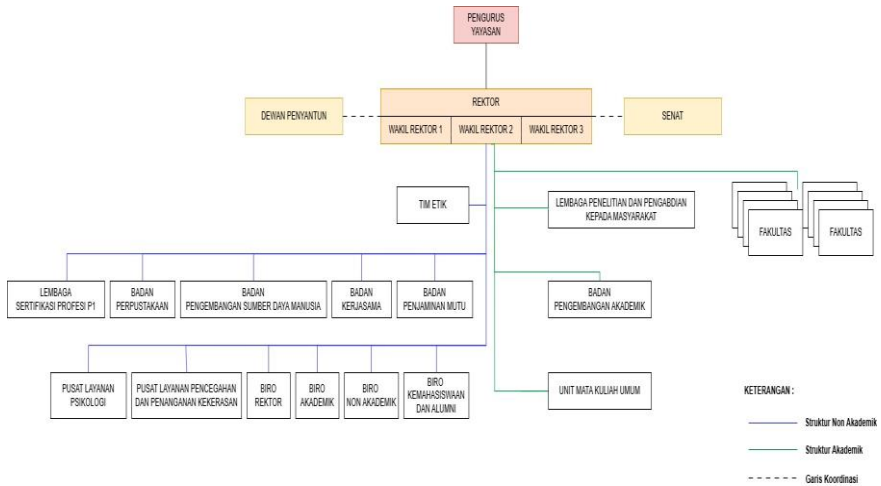 PENGURUS
YAYASAN
REKTOR
DEWAN PENYANTUN
SENAT
WAKIL REKTOR 1
WAKIL REKTOR 2
WAKIL REKTOR 3
TIM ETIK
LEMBAGA PENELITIAN DAN PENGABDIAN
KEPADA MASYARAKAT
FAKULTAS
FAKULTAS
LEMBAGA
SERTIFIKASI PROFESI P1
BADAN
PERPUSTAKAAN
BADAN
PENGEMBANGAN SUMBER DAYA MANUSIA
BADAN
KERJASAMA
BADAN
PENJAMINAN MUTU
BADAN
PENGEMBANGAN AKADEMIK
PUSAT LAYANAN
PSIKOLOGI
PUSAT LAYANAN PENCEGAHAN
DAN PENANGANAN KEKERASAN
BIRO
REKTOR
BIRO
AKADEMIK
BIRO
NON AKADEMIK
BIRO
KEMAHASISWAAN
DAN ALUMNI
UNIT MATA KULIAH UMUM
KETERANGAN :
Struktur Non Akademik
Struktur Akademik
Garis Koordinasi